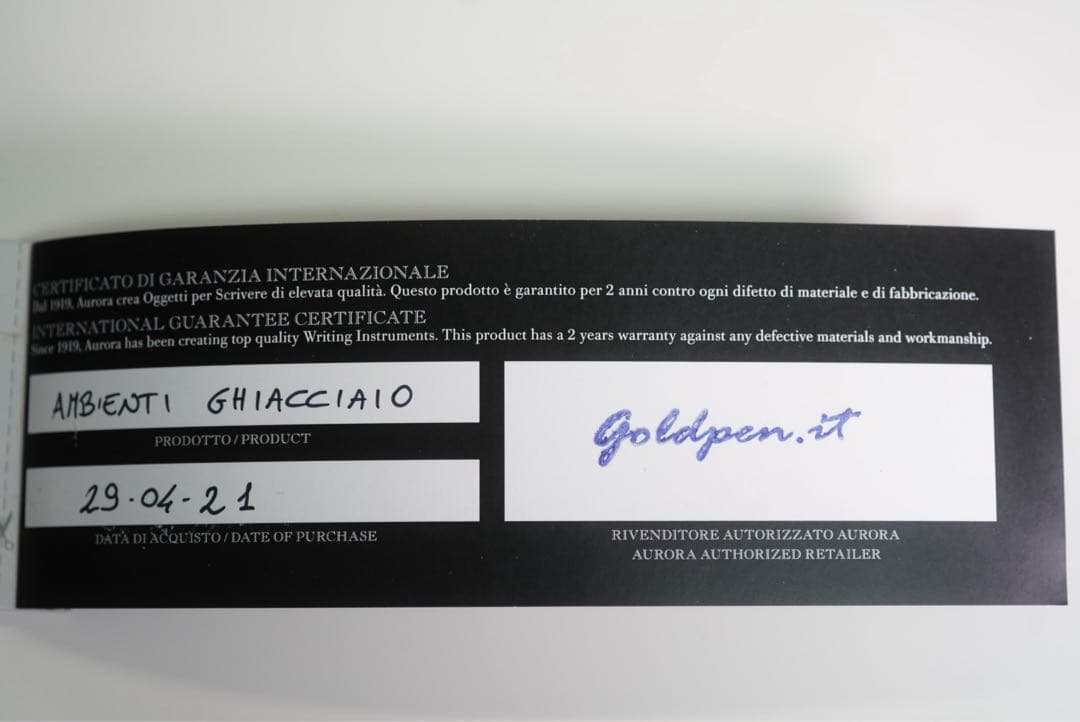 CERTIFICATO DI GARANZIA INTERNAZIONALE
Dal 1919, Aurora crea Oggetti per Scrivere di elevata qualità. Questo prodotto è garantito per 2 anni contro ogni difetto di materiale e di fabbricazione.
INTERNATIONAL GUARANTEE CERTIFICATE
Since 1919, Aurora has been creating top quality Writing Instruments. This product has a 2 years warranty against any defective materials and workmanship.
AMBIENTI GHIACCIAIO
PRODOTTO / PRODUCT
29-04-21
DATA DI ACQUISTO / DATE OF PURCHASE
Goldpen.it
RIVENDITORE AUTORIZZATO AURORA
AURORA AUTHORIZED RETAILER